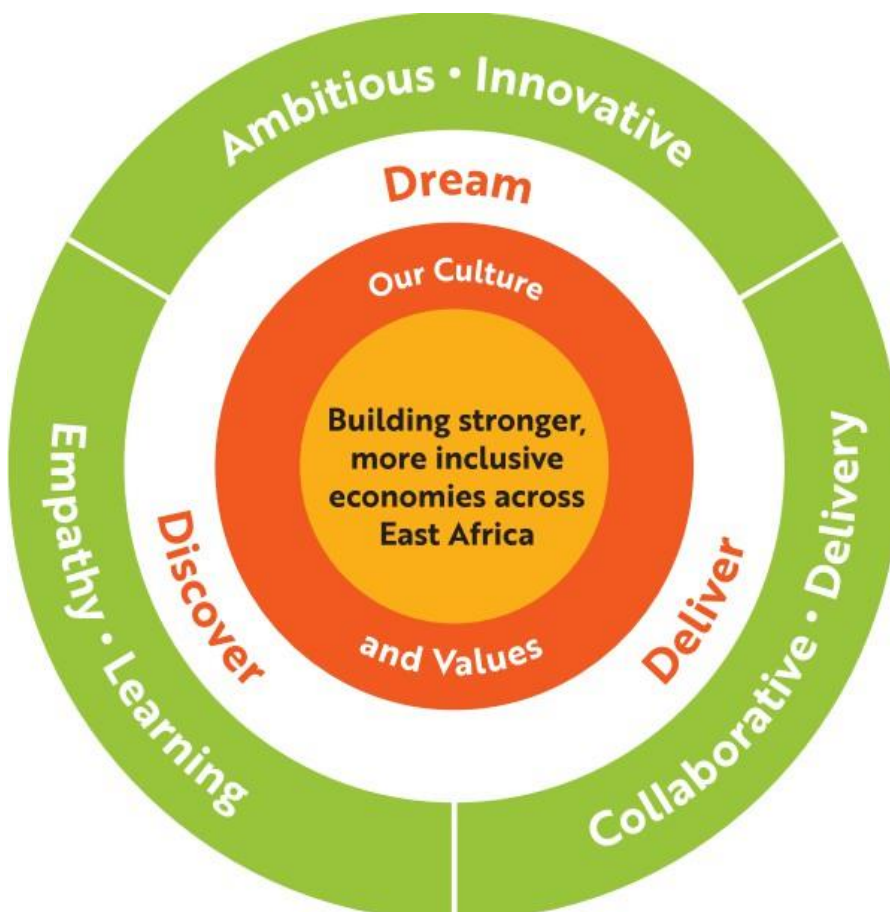 Ambitious • Innovative
Dream
Our Culture
Building stronger,
more inclusive
economies across
East Africa
and Values
Discover
Deliver
Empathy • Learning
Collaborative • Delivery